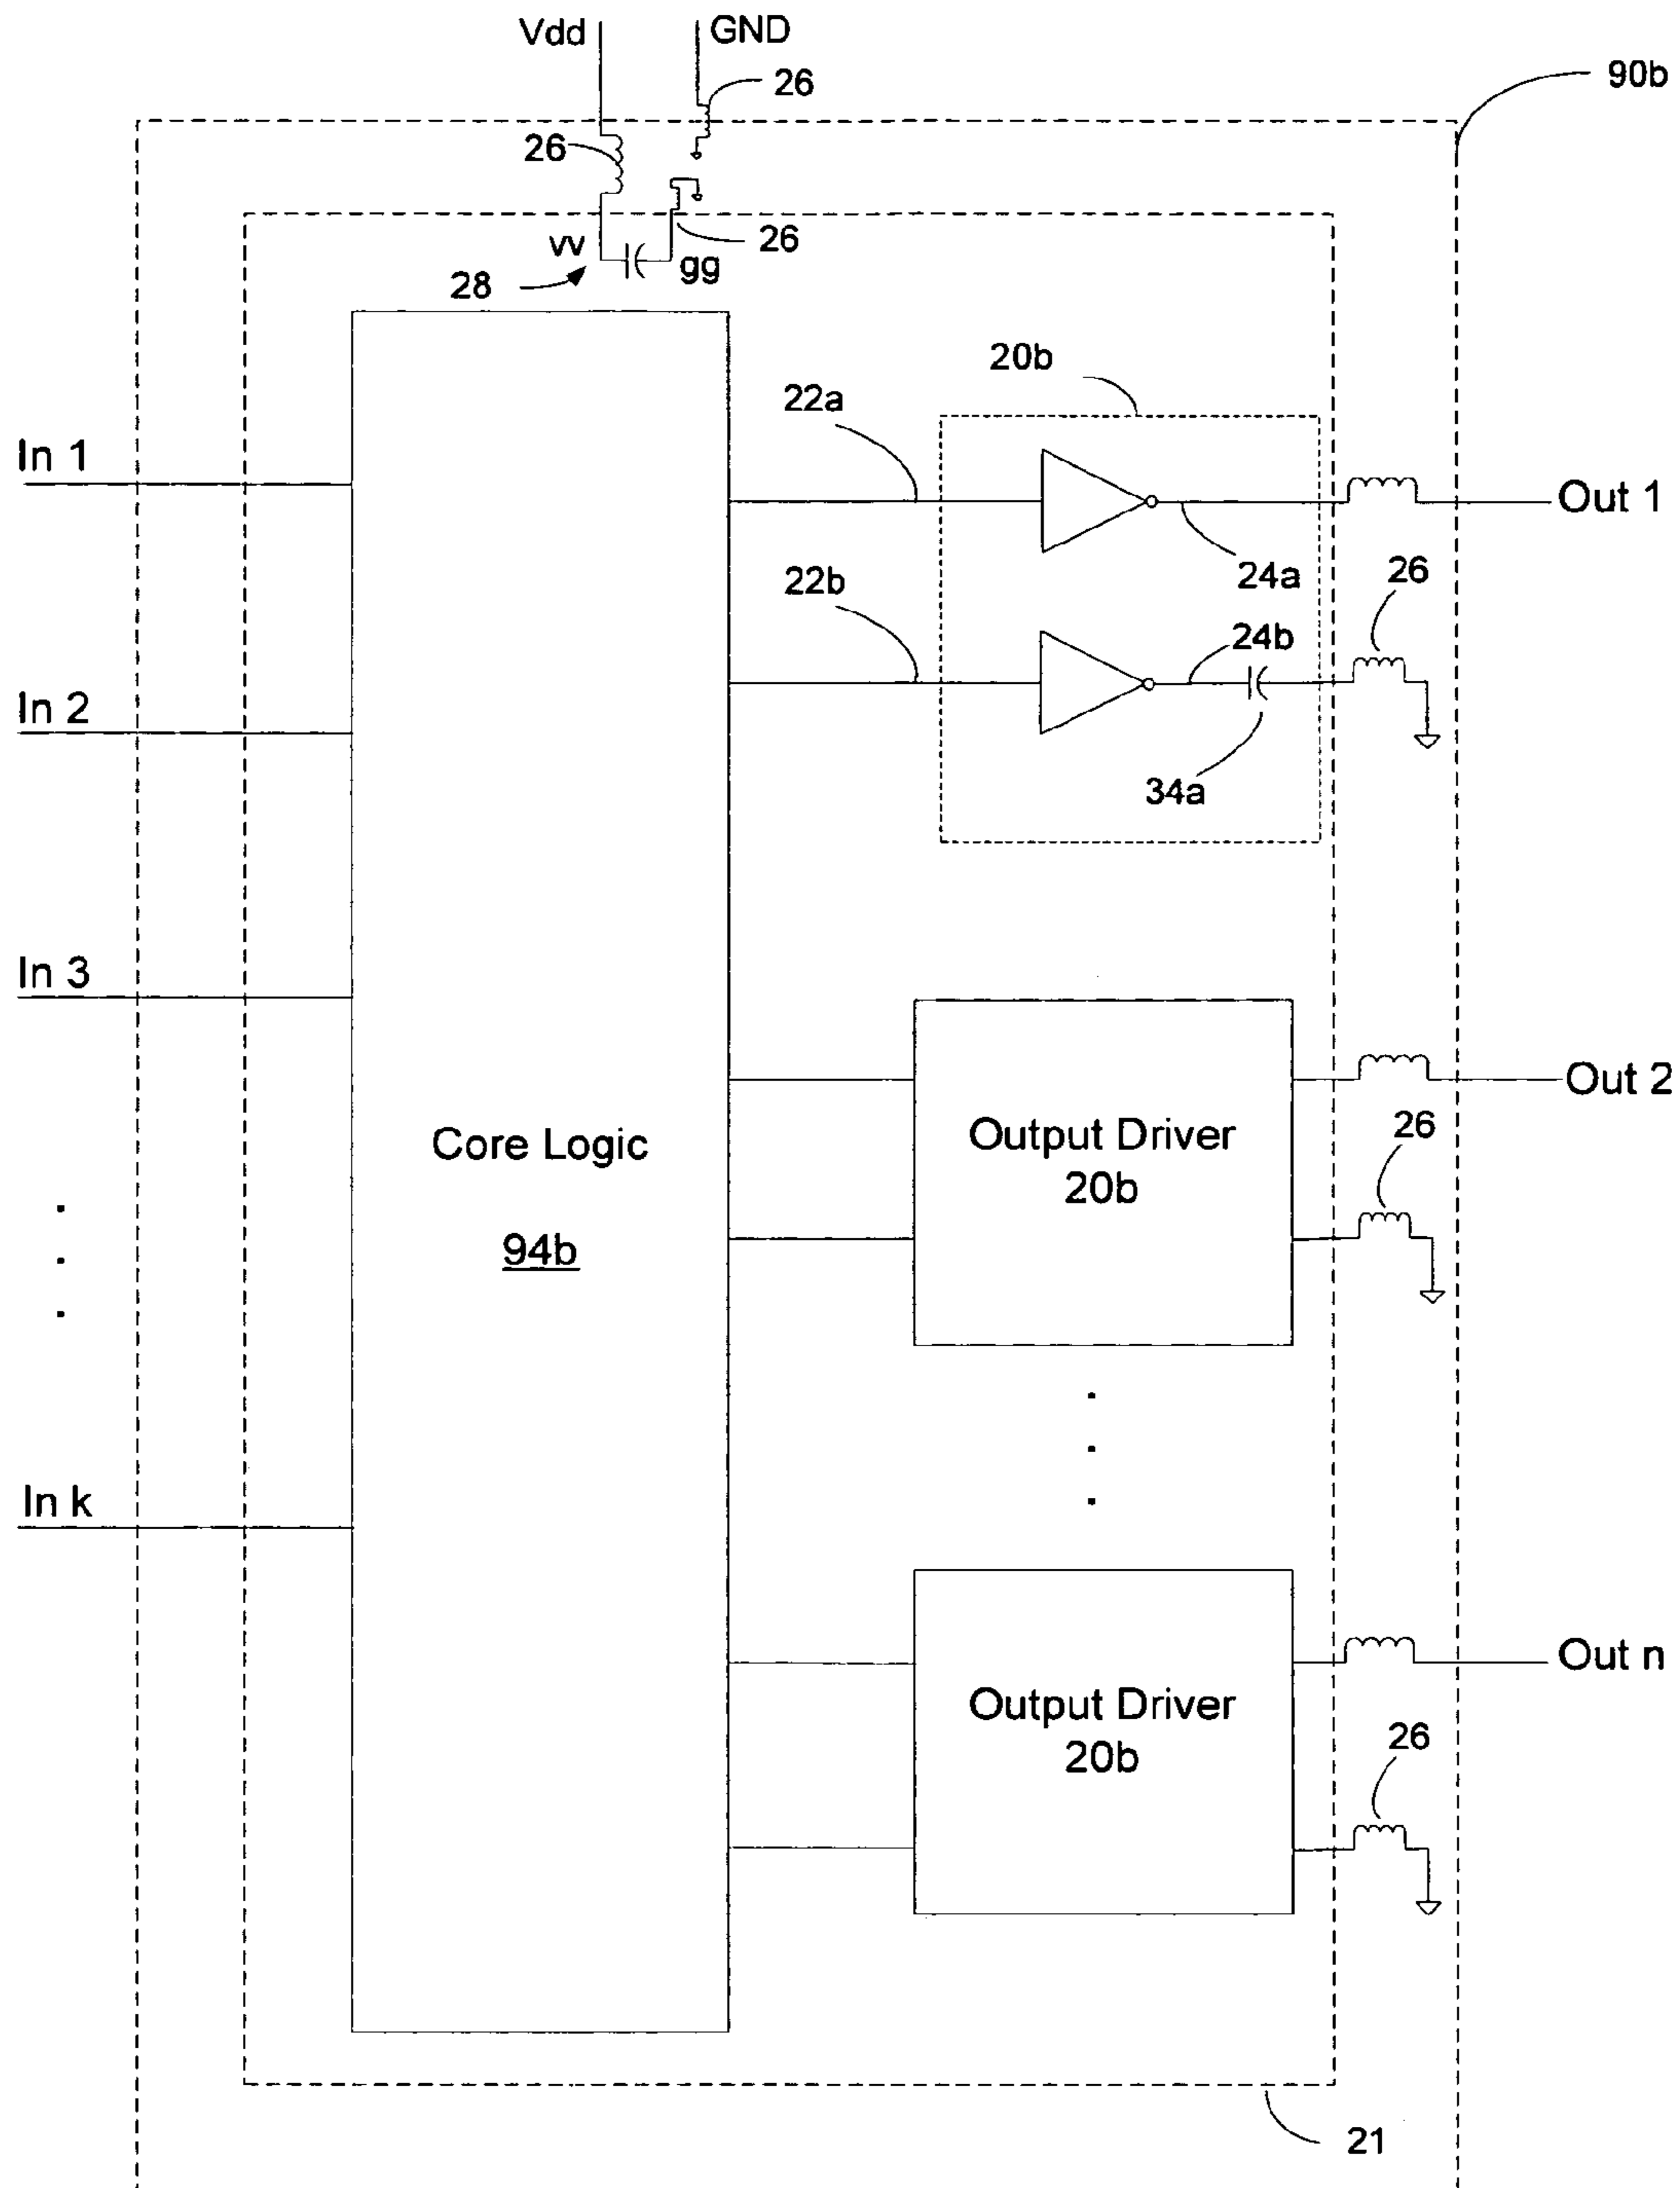 Vdd
GND
26
90b
26
26
vv
gg
28
20b
22a
In 1
Out 1
24a
26
22b
24b
In 2
34a
In 3
Out 2
26
Output Driver
20b
Core Logic
94b
In k
Out n
Output Driver
20b
26
21